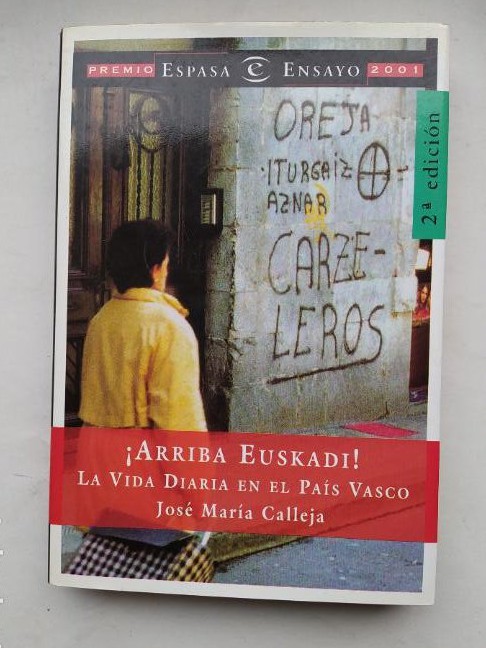 PREMIO ESPASA e ENSAYO 2001
2ª edición
OREJA
ITURGAIZ
AZNAR
CARZE-
LEROS
¡ARRIBA EUSKADI!
LA VIDA DIARIA EN EL PAÍS VASCO
José María Calleja